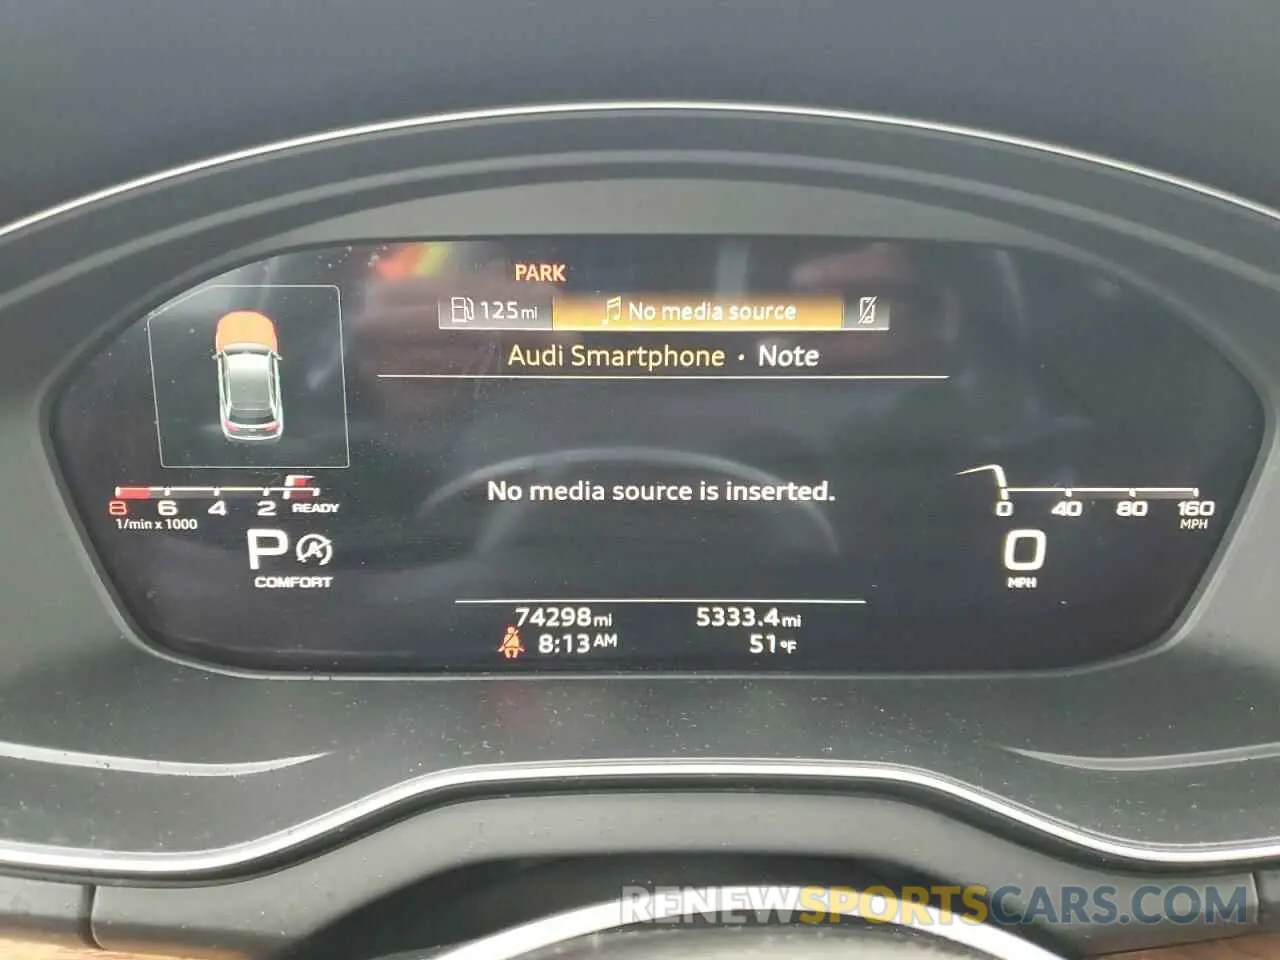 PARK
125mi No media source
Audi Smartphone · Note
No media source is inserted.
8 6 4 2 READY
1/min x 1000
0 40 80 160
MPH
P A
COMFORT
0
MPH
74298mi 5333.4mi
8:13AM 51°F
RENEWSPORTSCARS.COM